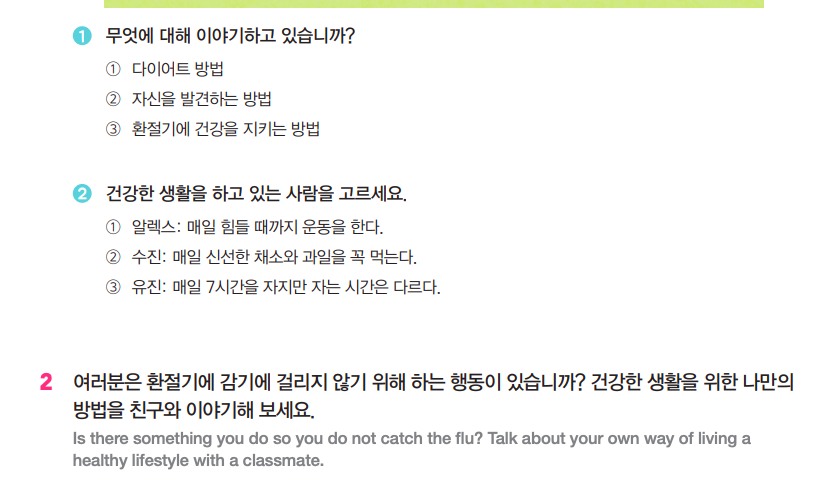 1 무엇에 대해 이야기하고 있습니까?
① 다이어트 방법
② 자신을 발견하는 방법
③ 환절기에 건강을 지키는 방법
2 건강한 생활을 하고 있는 사람을 고르세요.
① 알렉스: 매일 힘들 때까지 운동을 한다.
② 수진: 매일 신선한 채소와 과일을 꼭 먹는다.
③ 유진: 매일 7시간을 자지만 자는 시간은 다르다.
2 여러분은 환절기에 감기에 걸리지 않기 위해 하는 행동이 있습니까? 건강한 생활을 위한 나만의
방법을 친구와 이야기해 보세요.
Is there something you do so you do not catch the flu? Talk about your own way of living a
healthy lifestyle with a classmate.